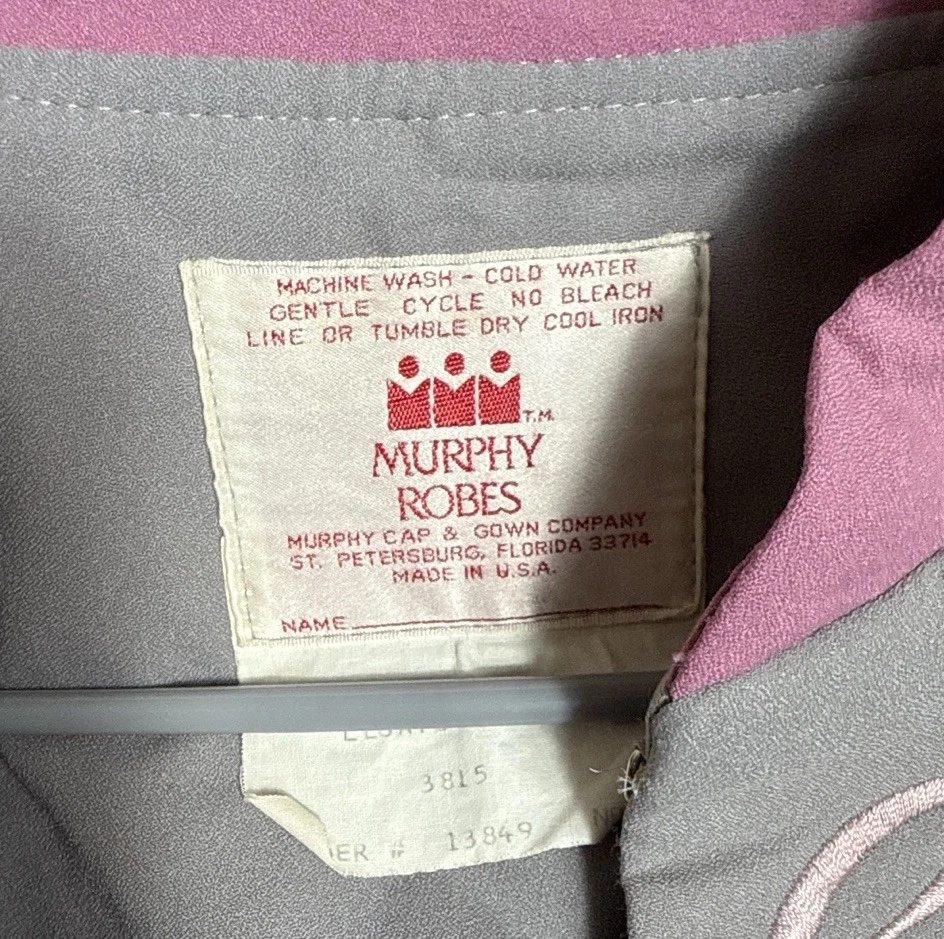 MACHINE WASH - COLD WATER
GENTLE CYCLE NO BLEACH
LINE OR TUMBLE DRY COOL IRON
T.M.
MURPHY
ROBES
MURPHY CAP & GOWN COMPANY
ST. PETERSBURG, FLORIDA 33714
MADE IN U.S.A.
NAME
3815
# 13849